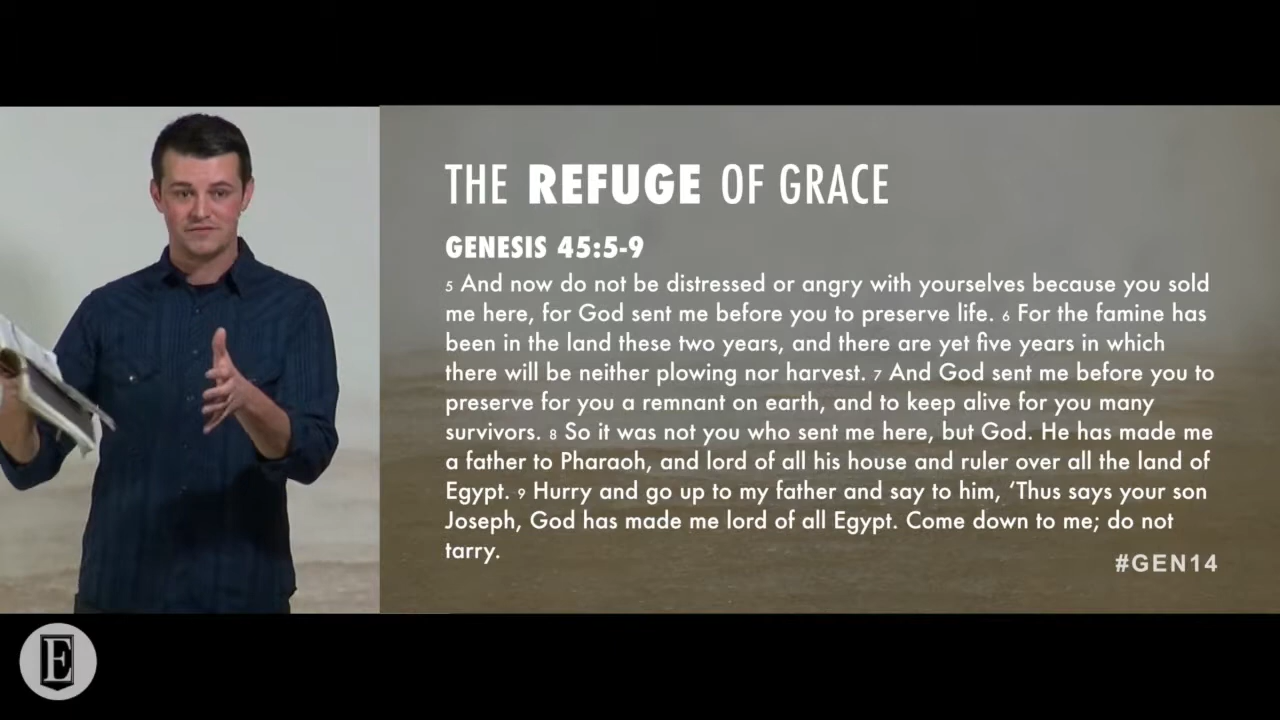 THE REFUGE OF GRACE
GENESIS 45:5-9
5 And now do not be distressed or angry with yourselves because you sold
me here, for God sent me before you to preserve life. 6 For the famine has
been in the land these two years, and there are yet five years in which
there will be neither plowing nor harvest. 7 And God sent me before you to
preserve for you a remnant on earth, and to keep alive for you many
survivors. 8 So it was not you who sent me here, but God. He has made me
a father to Pharaoh, and lord of all his house and ruler over all the land of
Egypt. 9 Hurry and go up to my father and say to him, ‘Thus says your son
Joseph, God has made me lord of all Egypt. Come down to me; do not
tarry.
#GEN14
E